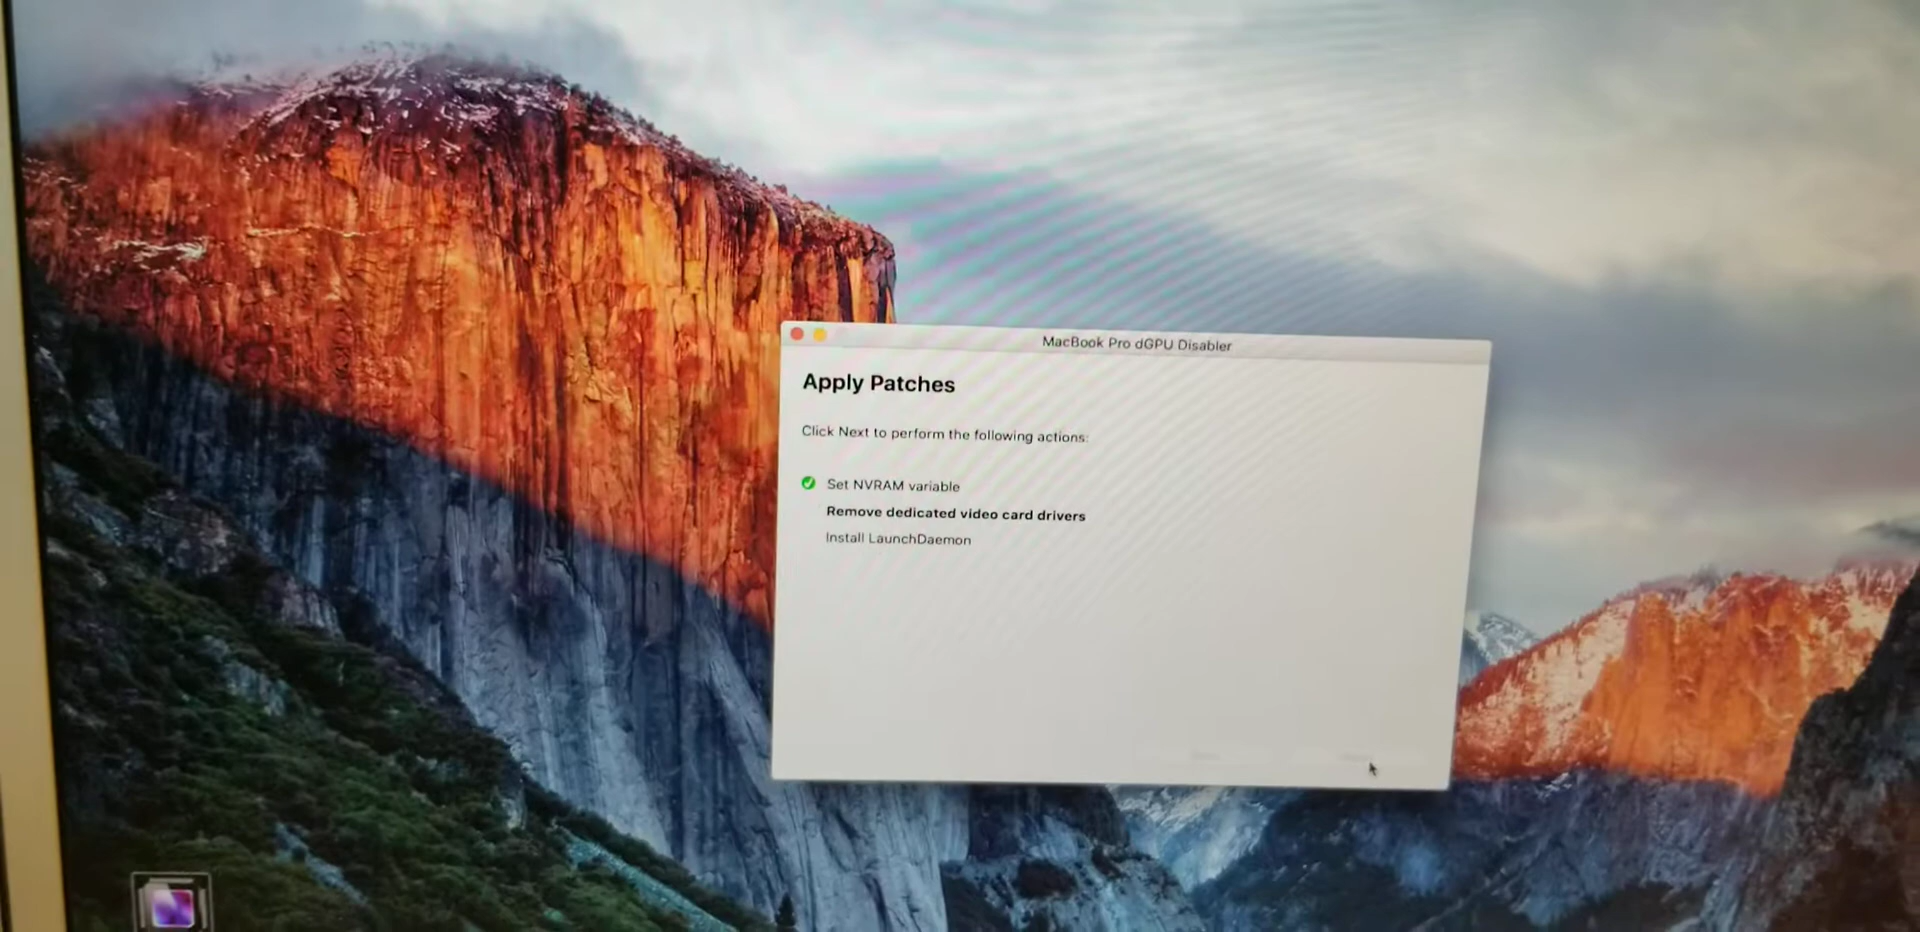 MacBook Pro dGPU Disabler
Apply Patches
Click Next to perform the following actions:
Set NVRAM variable
Remove dedicated video card drivers
Install LaunchDaemon